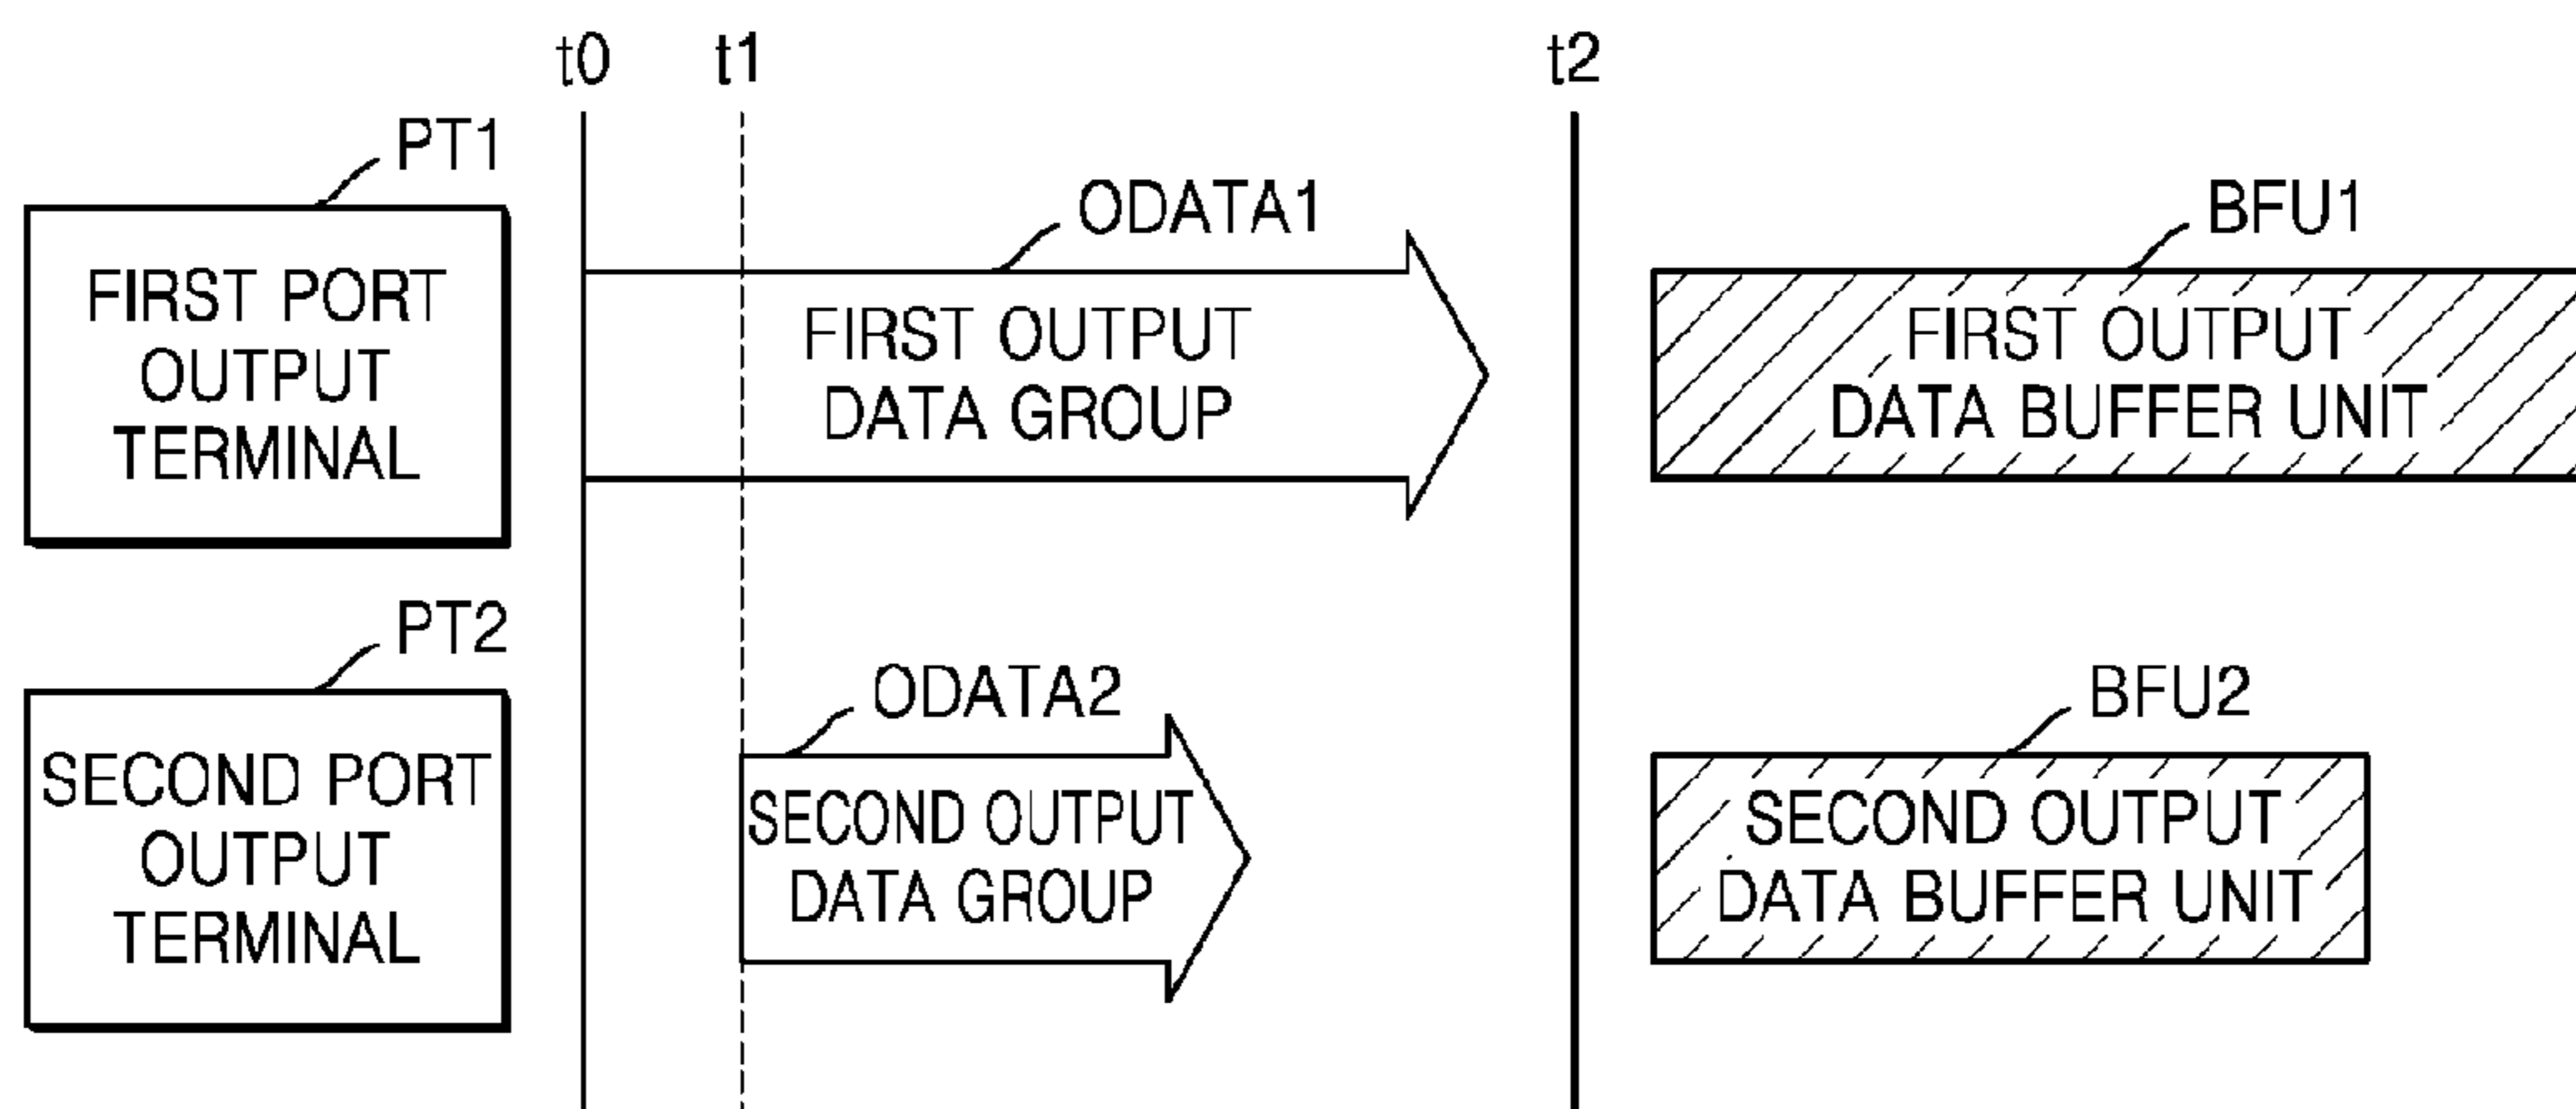 t0
t1
t2
PT1
FIRST PORT
OUTPUT
TERMINAL
ODATA1
FIRST OUTPUT
DATA GROUP
BFU1
FIRST OUTPUT
DATA BUFFER UNIT
PT2
SECOND PORT
OUTPUT
TERMINAL
ODATA2
SECOND OUTPUT
DATA GROUP
BFU2
SECOND OUTPUT
DATA BUFFER UNIT